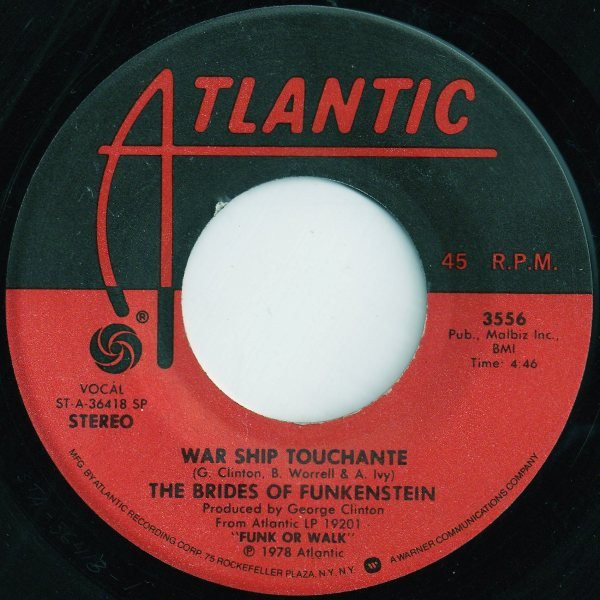 ATLANTIC
45 R.P.M.
®
3556
Pub., Malbiz Inc.,
BMI
Time: 4:46
VOCAL
ST-A-36418 SP
STEREO
WAR SHIP TOUCHANTE
(G. Clinton, B. Worrell & A. Ivy)
THE BRIDES OF FUNKENSTEIN
Produced by George Clinton
From Atlantic LP 19201
"FUNK OR WALK"
℗ 1978 Atlantic
MFG. BY ATLANTIC RECORDING CORP. 75 ROCKEFELLER PLAZA, N.Y. N.Y.
A WARNER COMMUNICATIONS COMPANY